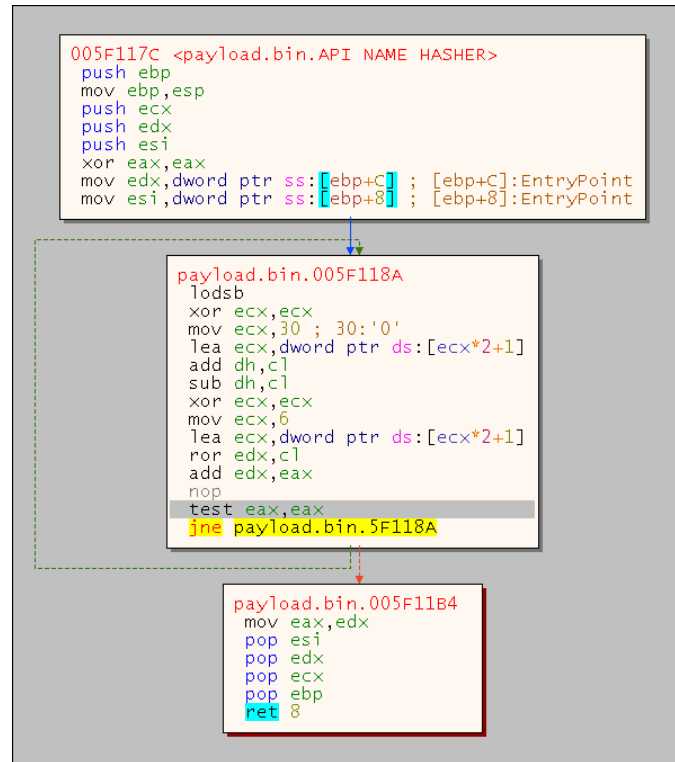 005F117C <payload.bin.API NAME HASHER>
push ebp
mov ebp,esp
push ecx
push edx
push esi
xor eax,eax
mov edx,dword ptr ss:[ebp+C] ; [ebp+C]:EntryPoint
mov esi,dword ptr ss:[ebp+8] ; [ebp+8]:EntryPoint
payload.bin.005F118A
lodsb
xor ecx,ecx
mov ecx,30 ; 30:'0'
lea ecx,dword ptr ds:[ecx*2+1]
add dh,cl
sub dh,cl
xor ecx,ecx
mov ecx,6
lea ecx,dword ptr ds:[ecx*2+1]
ror edx,cl
add edx,eax
nop
test eax,eax
jne payload.bin.5F118A
payload.bin.005F11B4
mov eax,edx
pop esi
pop edx
pop ecx
pop ebp
ret 8